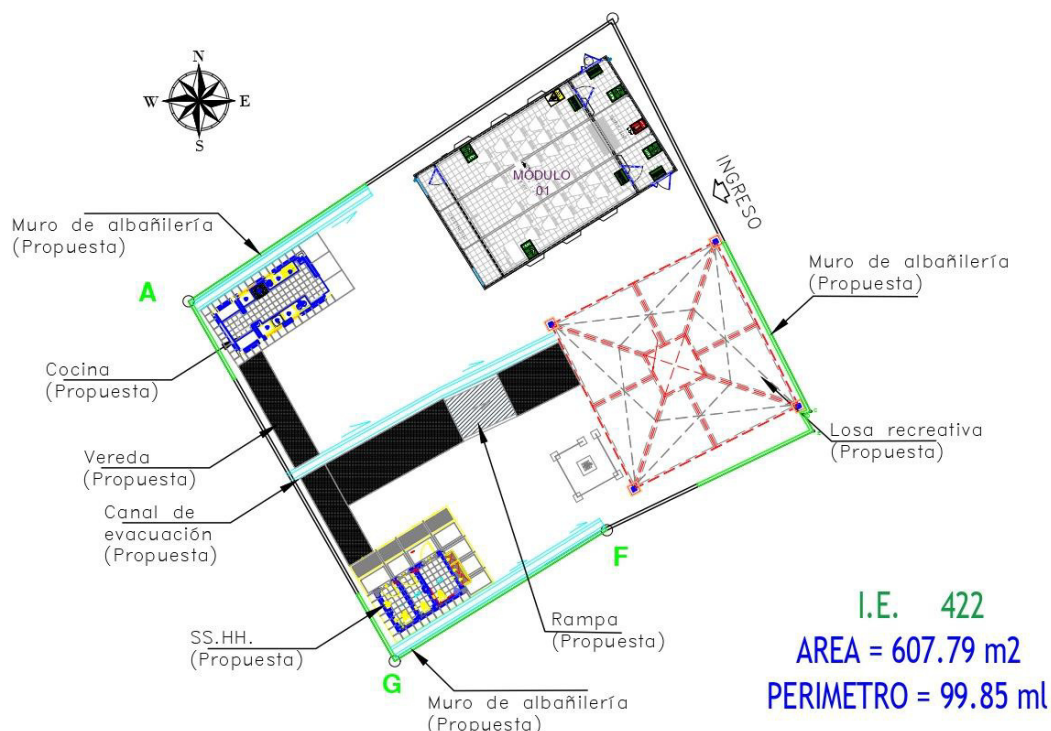 N
W
E
S
MÓDULO
01
INGRESO
Muro de albañilería
(Propuesta)
A
Muro de albañilería
(Propuesta)
Cocina
(Propuesta)
Losa recreativa
(Propuesta)
Vereda
(Propuesta)
Canal de
evacuación
(Propuesta)
F
SS.HH.
(Propuesta)
Rampa
(Propuesta)
G
Muro de albañilería
(Propuesta)
I.E. 422
AREA = 607.79 m2
PERIMETRO = 99.85 ml